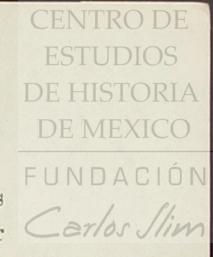 CENTRO DE
ESTUDIOS
DE HISTORIA
DE MEXICO
FUNDACIÓN
Carlos Slim